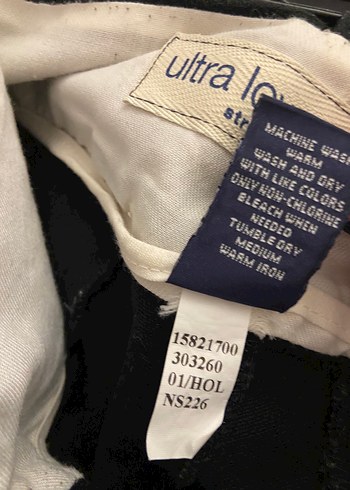 ultra lo
str
MACHINE WASH
WARM
WASH AND DRY
WITH LIKE COLORS
ONLY NON-CHLORINE
BLEACH WHEN
NEEDED
TUMBLE DRY
MEDIUM
WARM IRON
15821700
303260
01/HOL
NS226